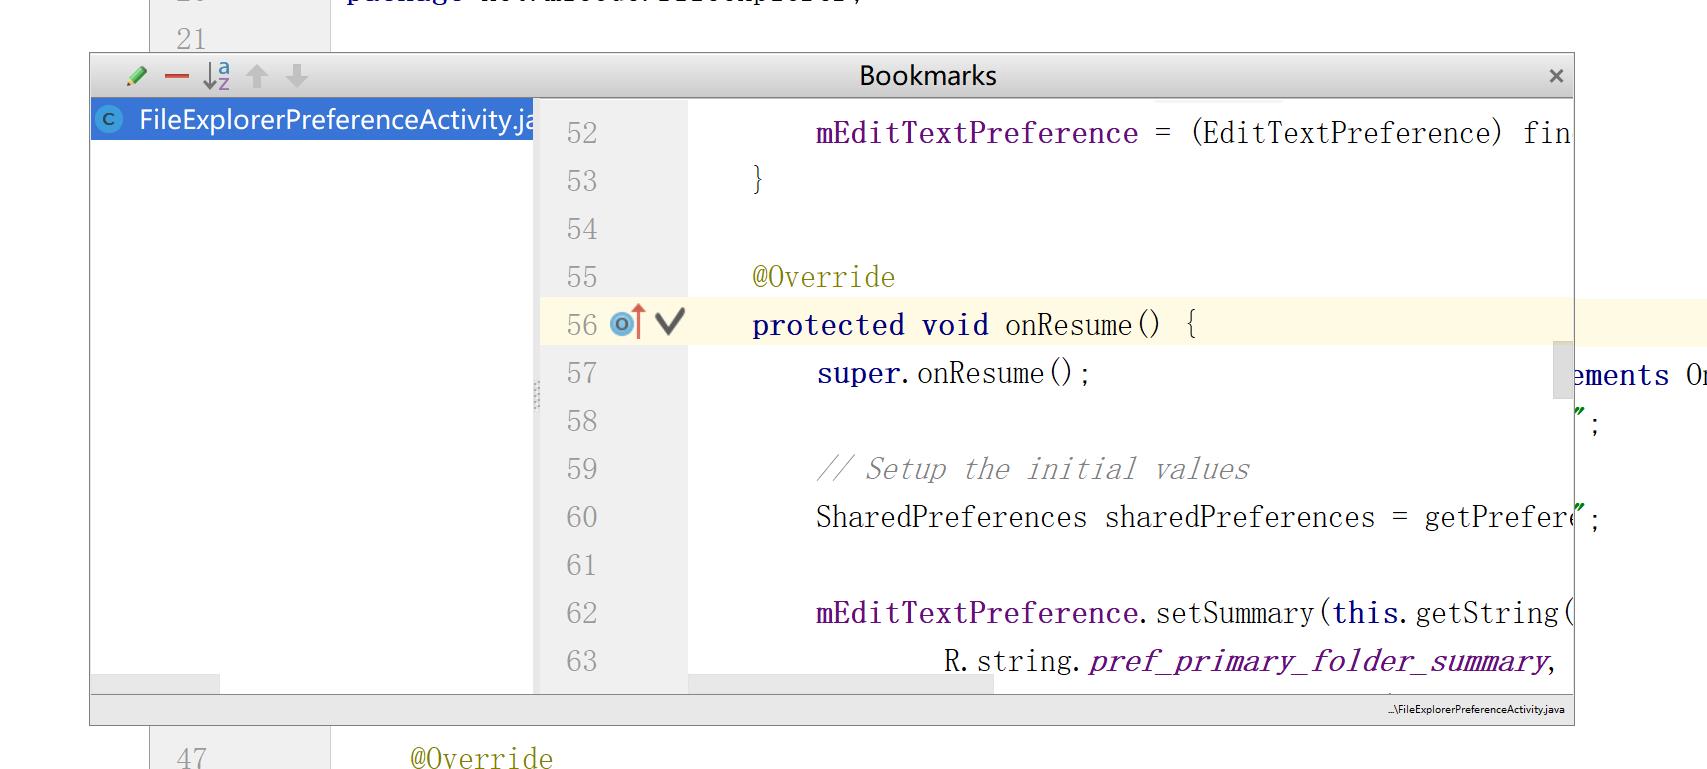 21
Bookmarks
FileExplorerPreferenceActivity.ja
52 mEditTextPreference = (EditTextPreference) fin
53 }
54
55 @Override
56 protected void onResume() {
57 super.onResume();
ements On
58
";
59 // Setup the initial values
60 SharedPreferences sharedPreferences = getPrefere
";
61
62 mEditTextPreference.setSummary(this.getString(
63 R.string.pref_primary_folder_summary,
...\FileExplorerPreferenceActivity.java
47 @Override